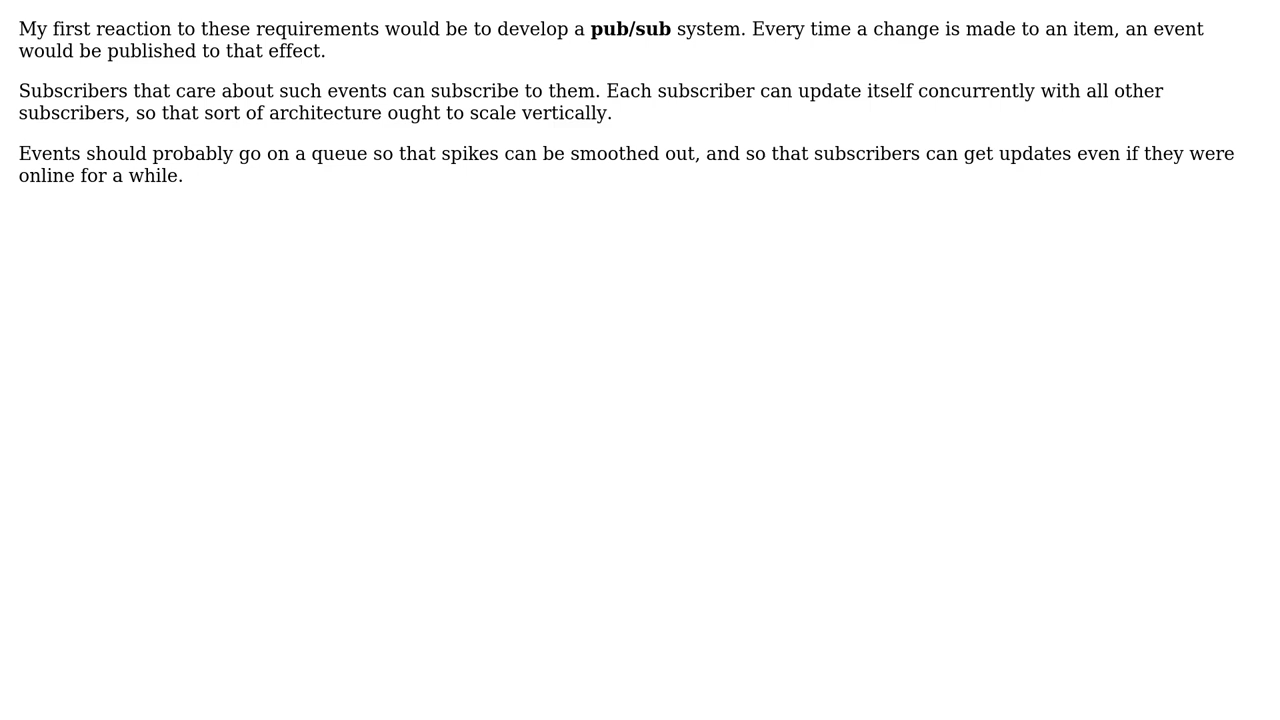 My first reaction to these requirements would be to develop a pub/sub system. Every time a change is made to an item, an event
would be published to that effect.
Subscribers that care about such events can subscribe to them. Each subscriber can update itself concurrently with all other
subscribers, so that sort of architecture ought to scale vertically.
Events should probably go on a queue so that spikes can be smoothed out, and so that subscribers can get updates even if they were
online for a while.